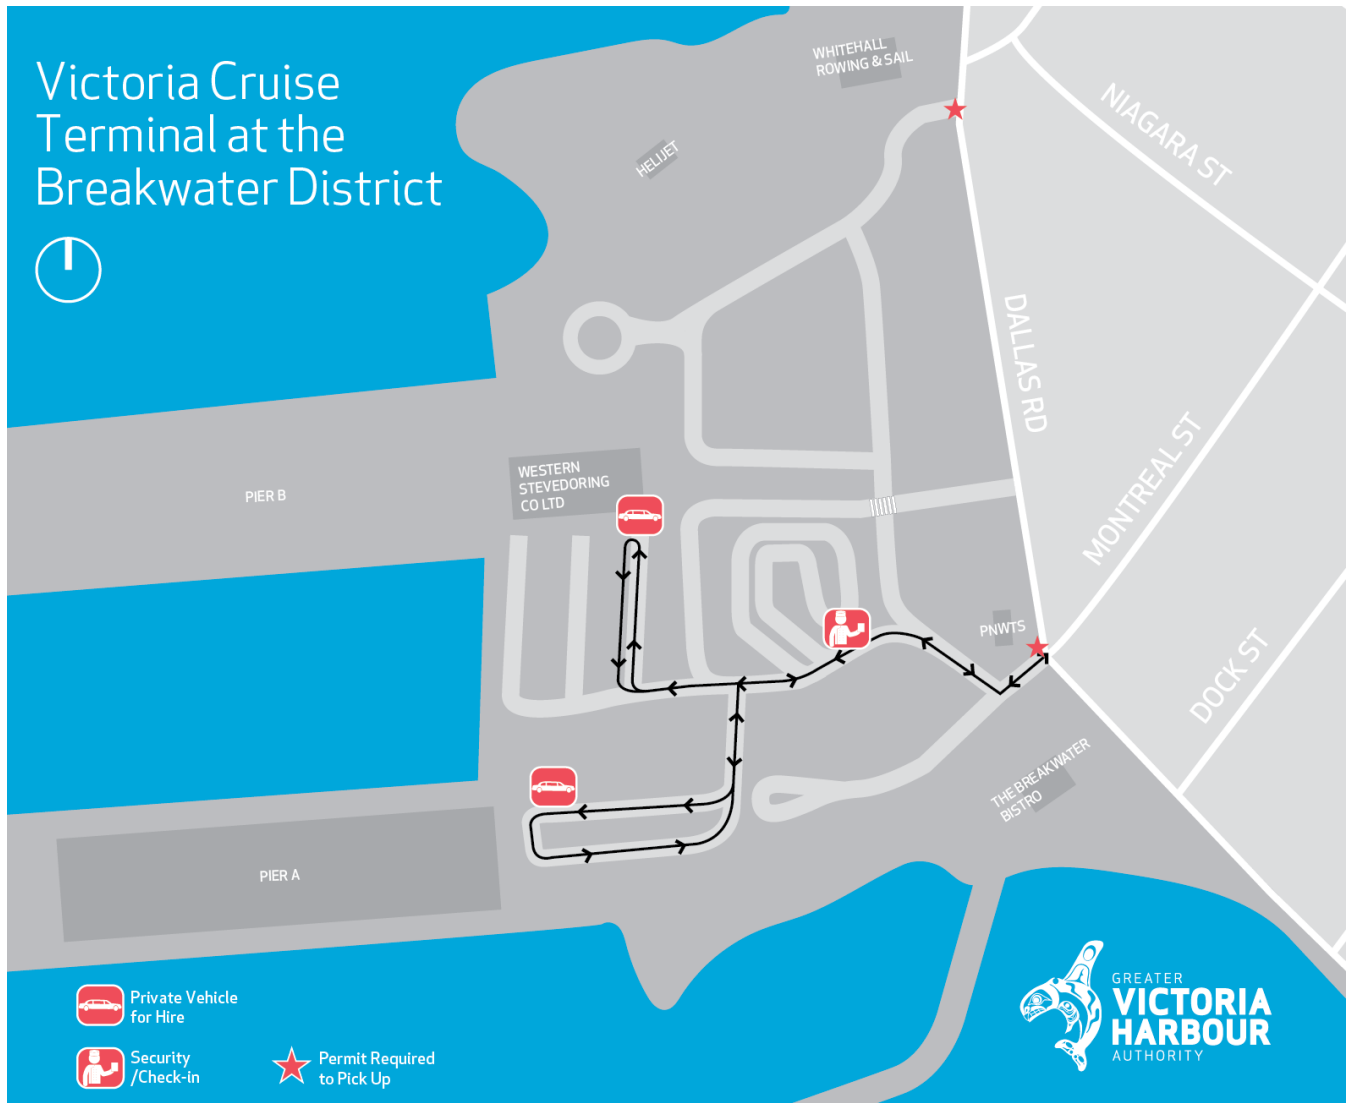 Victoria Cruise
Terminal at the
Breakwater District
WHITEHALL
ROWING & SAIL
HELIJET
NIAGARA ST
DALLAS RD
MONTREAL ST
DOCK ST
WESTERN
STEVEDORING
CO LTD
PIER B
PNWTS
THE BREAKWATER
BISTRO
PIER A
Private Vehicle
for Hire
Security
/Check-in
Permit Required
to Pick Up
GREATER
VICTORIA
HARBOUR
AUTHORITY